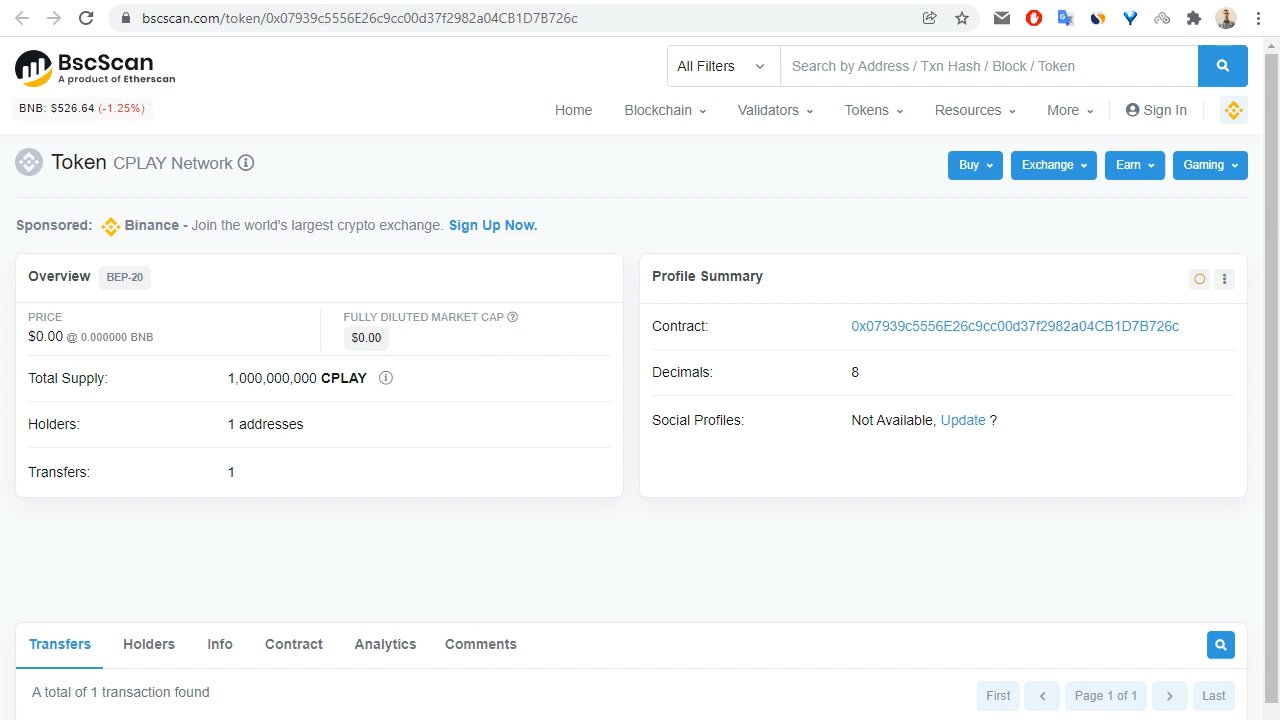 bscscan.com/token/0x07939c5556E26c9cc00d37f2982a04CB1D7B726c
BscScan
A product of Etherscan
All Filters
Search by Address / Txn Hash / Block / Token
BNB: $526.64 (-1.25%)
Home Blockchain Validators Tokens Resources More Sign In
Token CPLAY Network
Buy Exchange Earn Gaming
Sponsored: Binance - Join the world's largest crypto exchange. Sign Up Now.
Overview BEP-20
PRICE
$0.00 @ 0.000000 BNB
FULLY DILUTED MARKET CAP
$0.00
Total Supply: 1,000,000,000 CPLAY
Holders: 1 addresses
Transfers: 1
Profile Summary
Contract: 0x07939c5556E26c9cc00d37f2982a04CB1D7B726c
Decimals: 8
Social Profiles: Not Available, Update ?
Transfers Holders Info Contract Analytics Comments
A total of 1 transaction found
First Page 1 of 1 Last